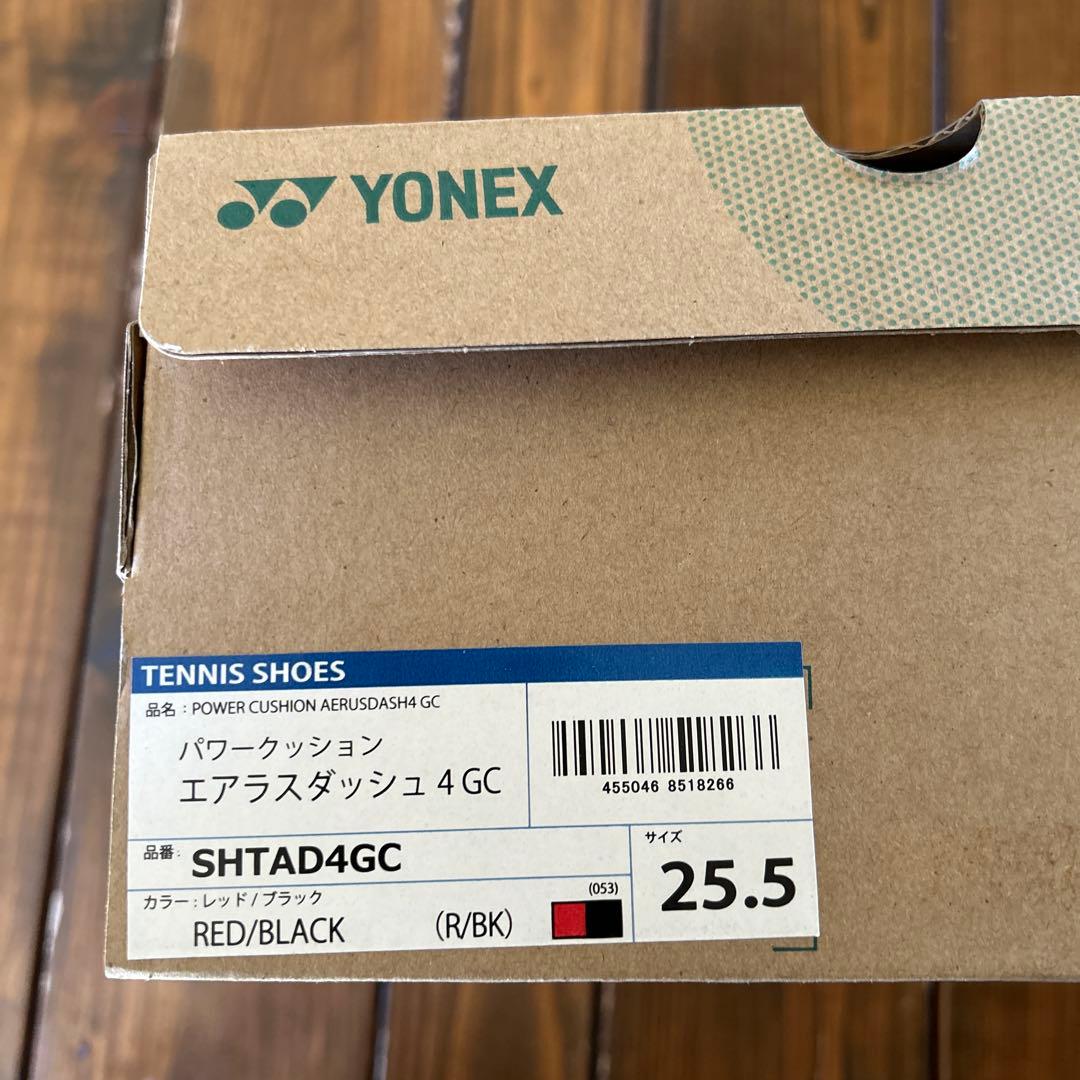 YONEX
TENNIS SHOES
品名：POWER CUSHION AERUSDASH4 GC
パワークッション
エアラスダッシュ 4 GC
455046 8518266
品番: SHTAD4GC
サイズ
25.5
カラー : レッド / ブラック
(053)
RED/BLACK (R/BK)